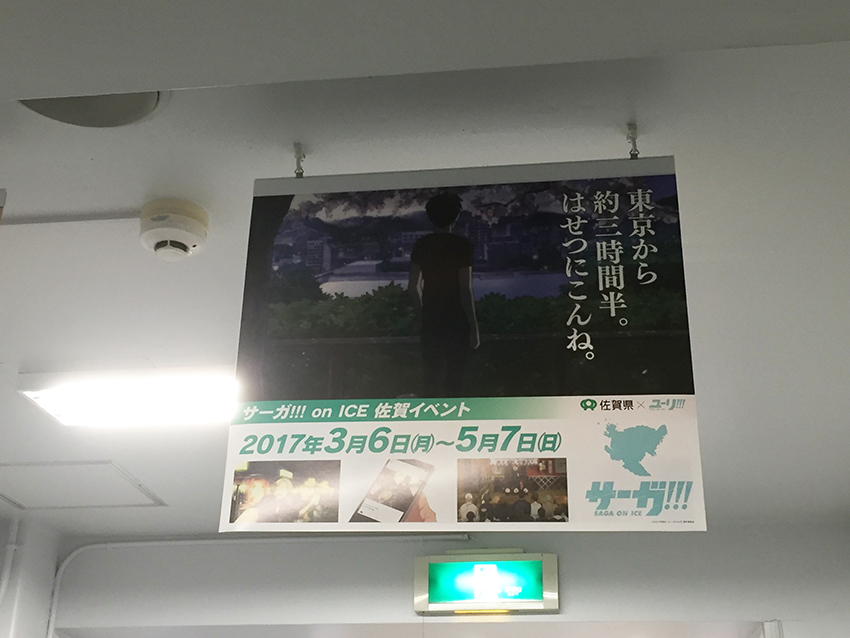 東京から
約三時間半。
はせつにこんね。
サーガ!!! on ICE 佐賀イベント
佐賀県 × ユーリ!!!
2017年3月6日(月)～5月7日(日)
サーガ!!!
SAGA ON ICE